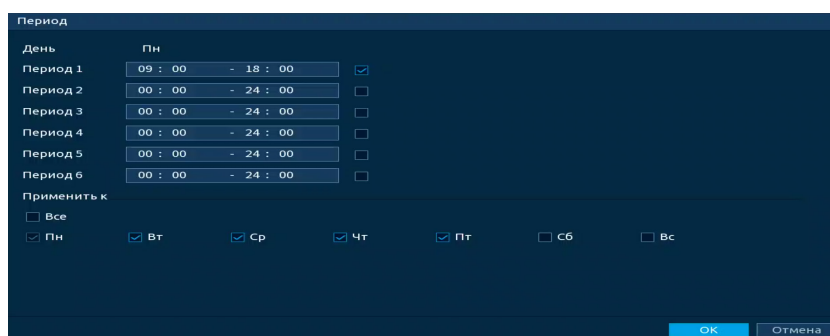 Период
День Пн
Период 1 09 : 00 - 18 : 00
Период 2 00 : 00 - 24 : 00
Период 3 00 : 00 - 24 : 00
Период 4 00 : 00 - 24 : 00
Период 5 00 : 00 - 24 : 00
Период 6 00 : 00 - 24 : 00
Применить к
Все
Пн Вт Ср Чт Пт Сб Вс
OK Отмена